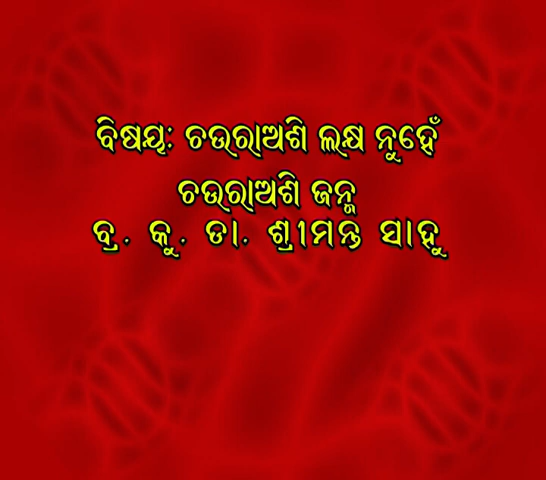 ବିଷୟ: ଚଉରାଅଶି ଲକ୍ଷ ନୁହେଁ
ଚଉରାଅଶି ଜନ୍ମ
ବ୍ର. କୁ. ଡା. ଶ୍ରୀମନ୍ତ ସାହୁ